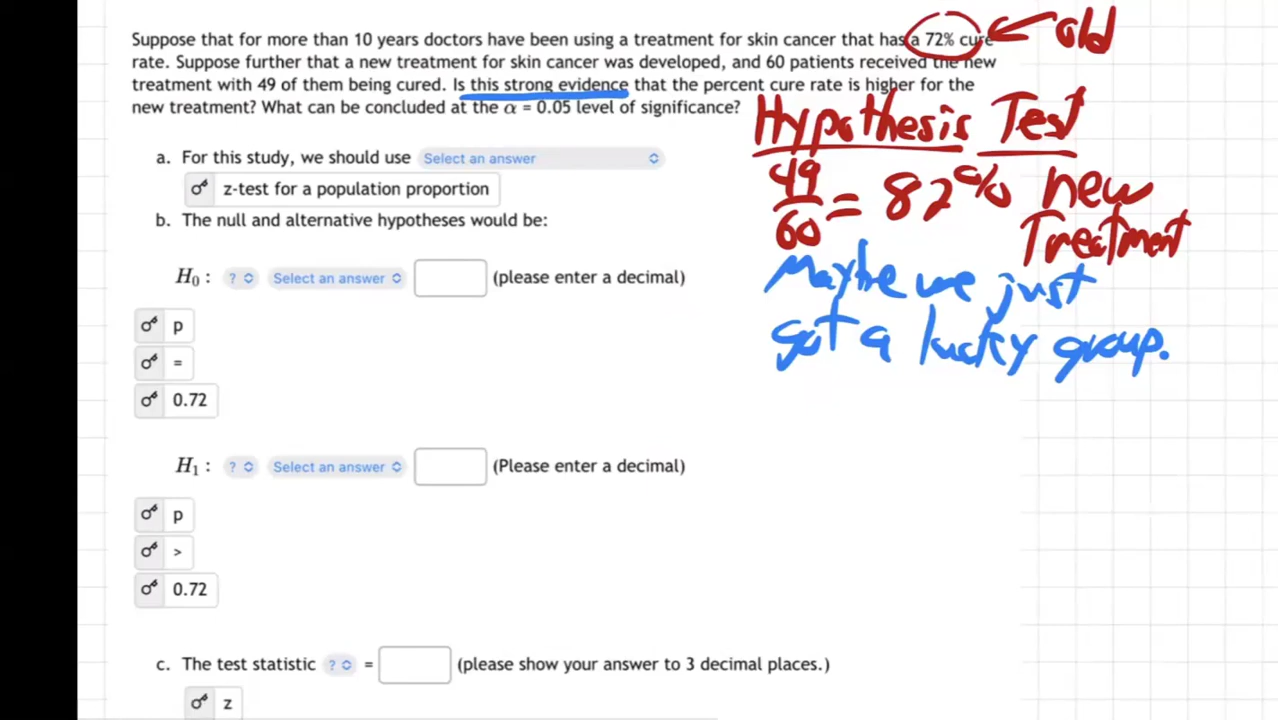 Suppose that for more than 10 years doctors have been using a treatment for skin cancer that has a 72% cure
rate. Suppose further that a new treatment for skin cancer was developed, and 60 patients received the new
treatment with 49 of them being cured. Is this strong evidence that the percent cure rate is higher for the
new treatment? What can be concluded at the α = 0.05 level of significance?
old
Hypothesis Test
49/60 = 82% new
Treatment
Maybe we just
got a lucky group.
a. For this study, we should use Select an answer
z-test for a population proportion
b. The null and alternative hypotheses would be:
H₀ : ? Select an answer (please enter a decimal)
p
=
0.72
H₁ : ? Select an answer (Please enter a decimal)
p
>
0.72
c. The test statistic ? = (please show your answer to 3 decimal places.)
z